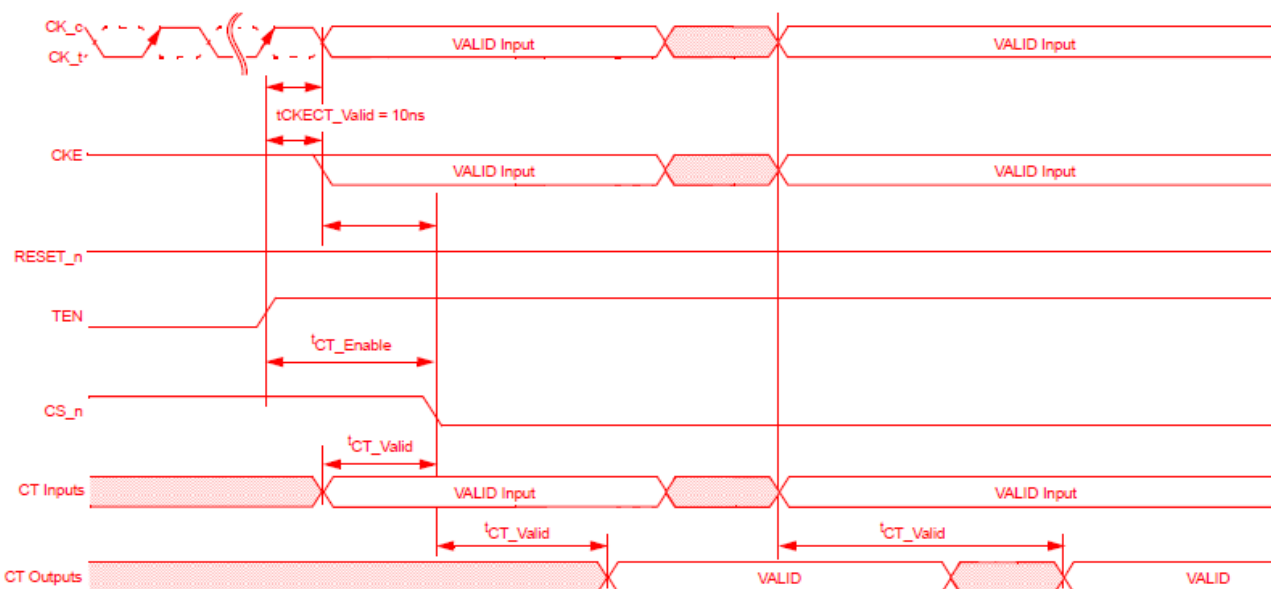 CK_c
CK_t
VALID Input
VALID Input
tCKECT_Valid = 10ns
CKE
VALID Input
VALID Input
RESET_n
TEN
tCT_Enable
CS_n
tCT_Valid
CT Inputs
VALID Input
VALID Input
tCT_Valid
tCT_Valid
CT Outputs
VALID
VALID